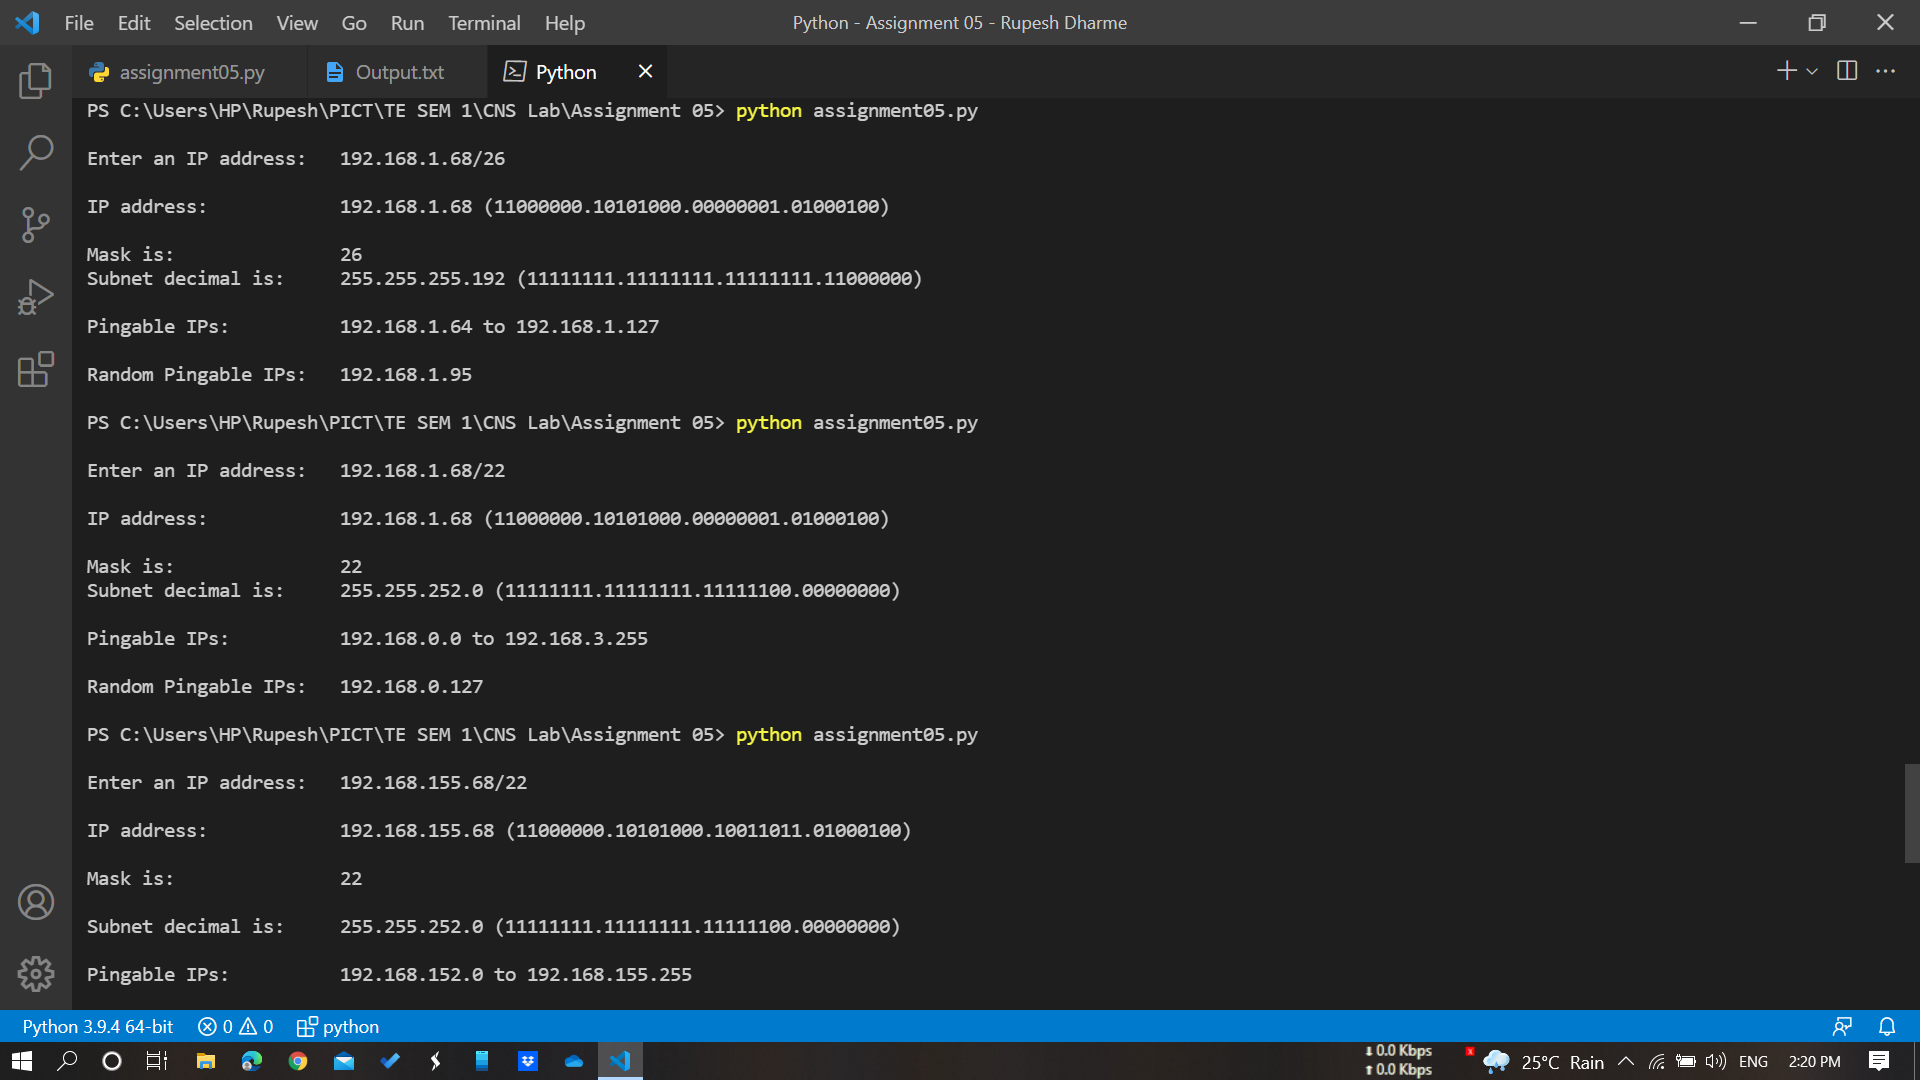 File Edit Selection View Go Run Terminal Help
Python - Assignment 05 - Rupesh Dharme
assignment05.py
Output.txt
Python
PS C:\Users\HP\Rupesh\PICT\TE SEM 1\CNS Lab\Assignment 05> python assignment05.py
Enter an IP address: 192.168.1.68/26
IP address: 192.168.1.68 (11000000.10101000.00000001.01000100)
Mask is: 26
Subnet decimal is: 255.255.255.192 (11111111.11111111.11111111.11000000)
Pingable IPs: 192.168.1.64 to 192.168.1.127
Random Pingable IPs: 192.168.1.95
PS C:\Users\HP\Rupesh\PICT\TE SEM 1\CNS Lab\Assignment 05> python assignment05.py
Enter an IP address: 192.168.1.68/22
IP address: 192.168.1.68 (11000000.10101000.00000001.01000100)
Mask is: 22
Subnet decimal is: 255.255.252.0 (11111111.11111111.11111100.00000000)
Pingable IPs: 192.168.0.0 to 192.168.3.255
Random Pingable IPs: 192.168.0.127
PS C:\Users\HP\Rupesh\PICT\TE SEM 1\CNS Lab\Assignment 05> python assignment05.py
Enter an IP address: 192.168.155.68/22
IP address: 192.168.155.68 (11000000.10101000.10011011.01000100)
Mask is: 22
Subnet decimal is: 255.255.252.0 (11111111.11111111.11111100.00000000)
Pingable IPs: 192.168.152.0 to 192.168.155.255
Python 3.9.4 64-bit 0 0 python
0.0 Kbps
0.0 Kbps
25°C Rain ENG 2:20 PM